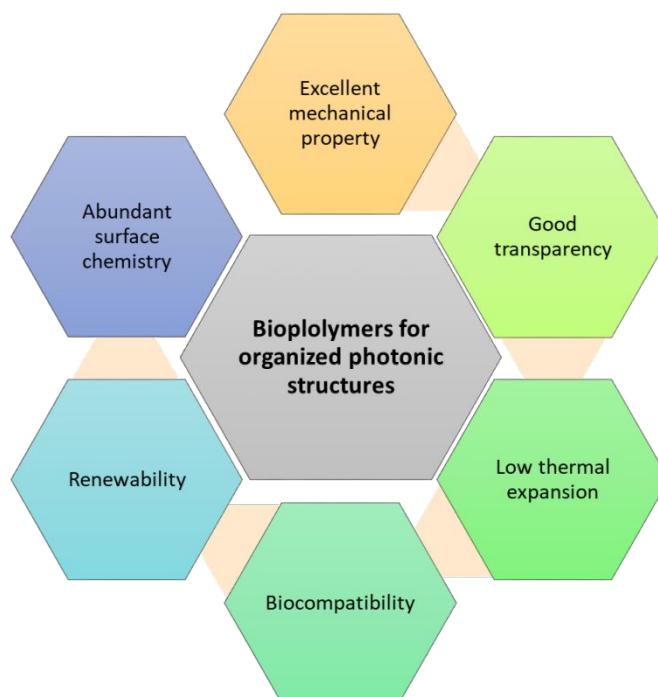 Excellent
mechanical
property
Good
transparency
Low thermal
expansion
Biocompatibility
Renewability
Abundant
surface
chemistry
Bioplolymers for
organized photonic
structures